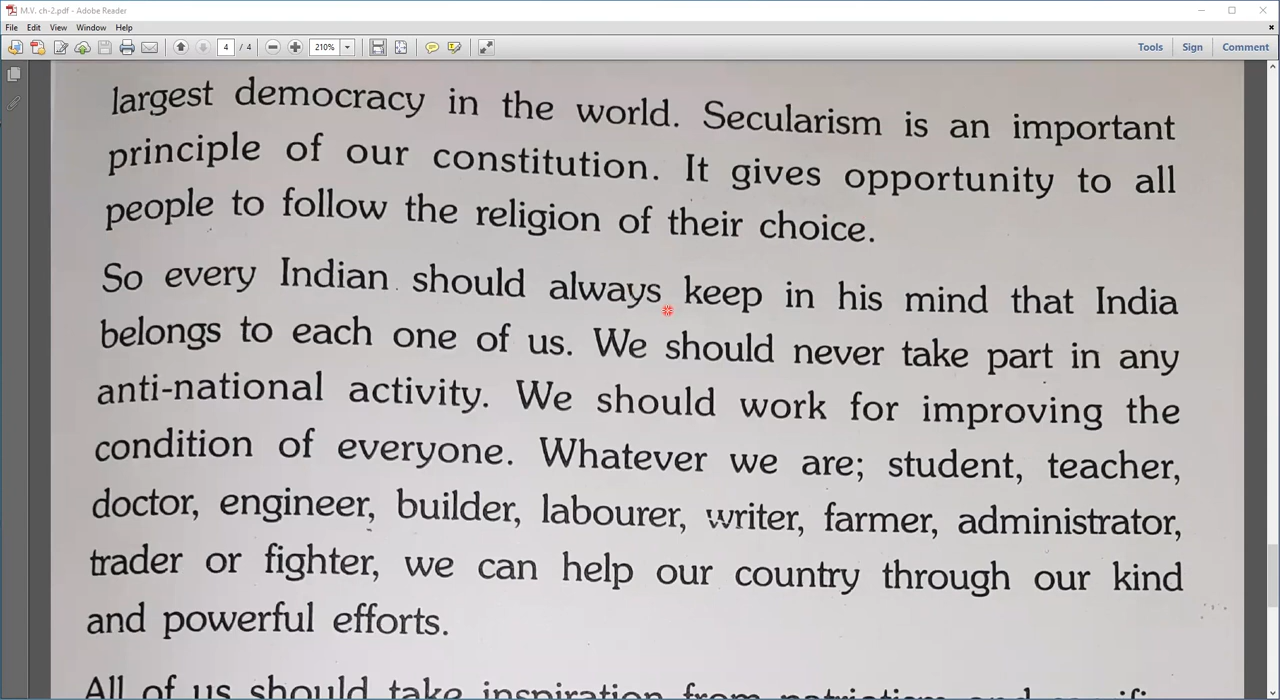 M.V. ch-2.pdf - Adobe Reader
File Edit View Window Help
4 / 4 210% Tools Sign Comment
largest democracy in the world. Secularism is an important
principle of our constitution. It gives opportunity to all
people to follow the religion of their choice.
So every Indian should always keep in his mind that India
belongs to each one of us. We should never take part in any
anti-national activity. We should work for improving the
condition of everyone. Whatever we are; student, teacher,
doctor, engineer, builder, labourer, writer, farmer, administrator,
trader or fighter, we can help our country through our kind
and powerful efforts.
All of us should take inspiration from patriotism and